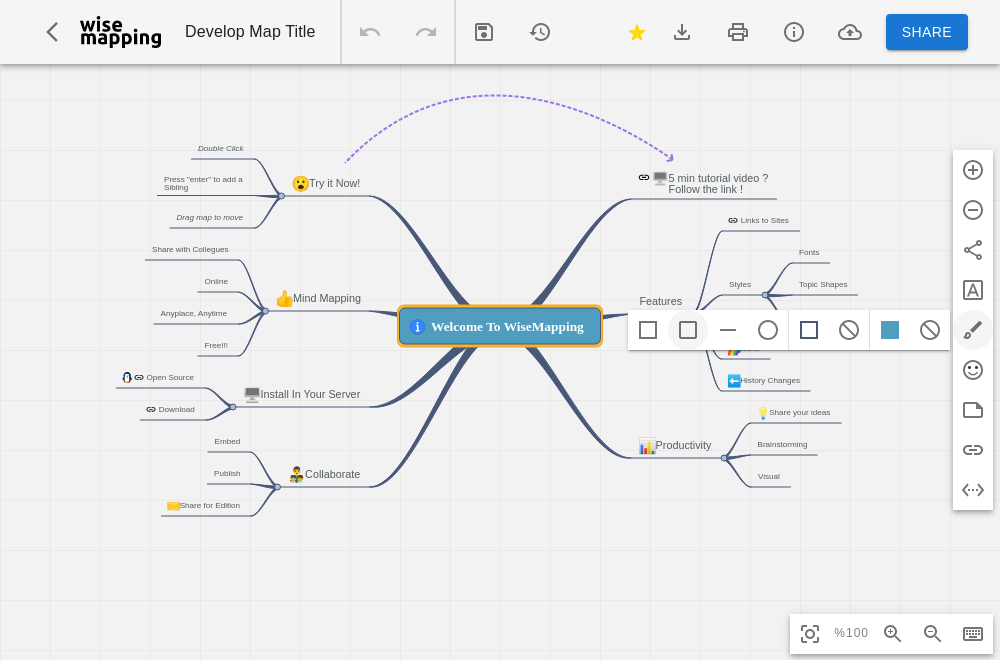 wise
mapping
Develop Map Title
SHARE
Double Click
Press "enter" to add a
Sibling
Drag map to move
Try it Now!
Share with Collegues
Online
Anyplace, Anytime
Free!!!
Mind Mapping
Open Source
Download
Install In Your Server
Embed
Publish
Share for Edition
Collaborate
Welcome To WiseMapping
5 min tutorial video ?
Follow the link !
Links to Sites
Fonts
Styles
Topic Shapes
Features
History Changes
Share your ideas
Productivity
Brainstorming
Visual
%100